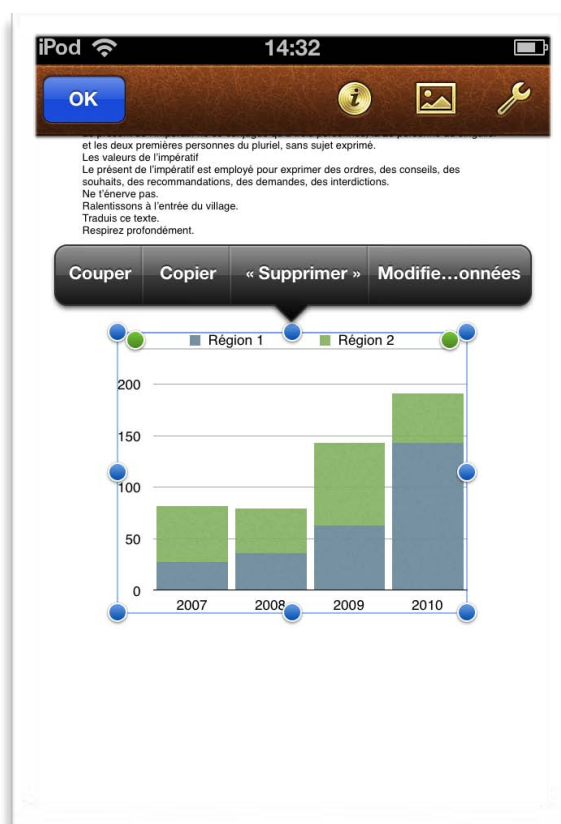 iPod 14:32
OK
et les deux premières personnes du pluriel, sans sujet exprimé.
Les valeurs de l'impératif
Le présent de l'impératif est employé pour exprimer des ordres, des conseils, des
souhaits, des recommandations, des demandes, des interdictions.
Ne t'énerve pas.
Ralentissons à l'entrée du village.
Traduis ce texte.
Respirez profondément.
Couper Copier « Supprimer » Modifie…onnées
Région 1 Région 2
200
150
100
50
0
2007 2008 2009 2010